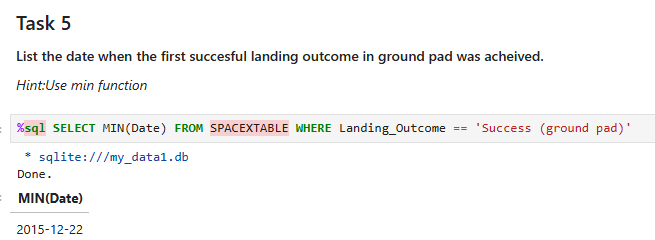 Task 5
List the date when the first succesful landing outcome in ground pad was acheived.
Hint:Use min function
%sql SELECT MIN(Date) FROM SPACEXTABLE WHERE Landing_Outcome == 'Success (ground pad)'
* sqlite:///my_data1.db
Done.
MIN(Date)
2015-12-22